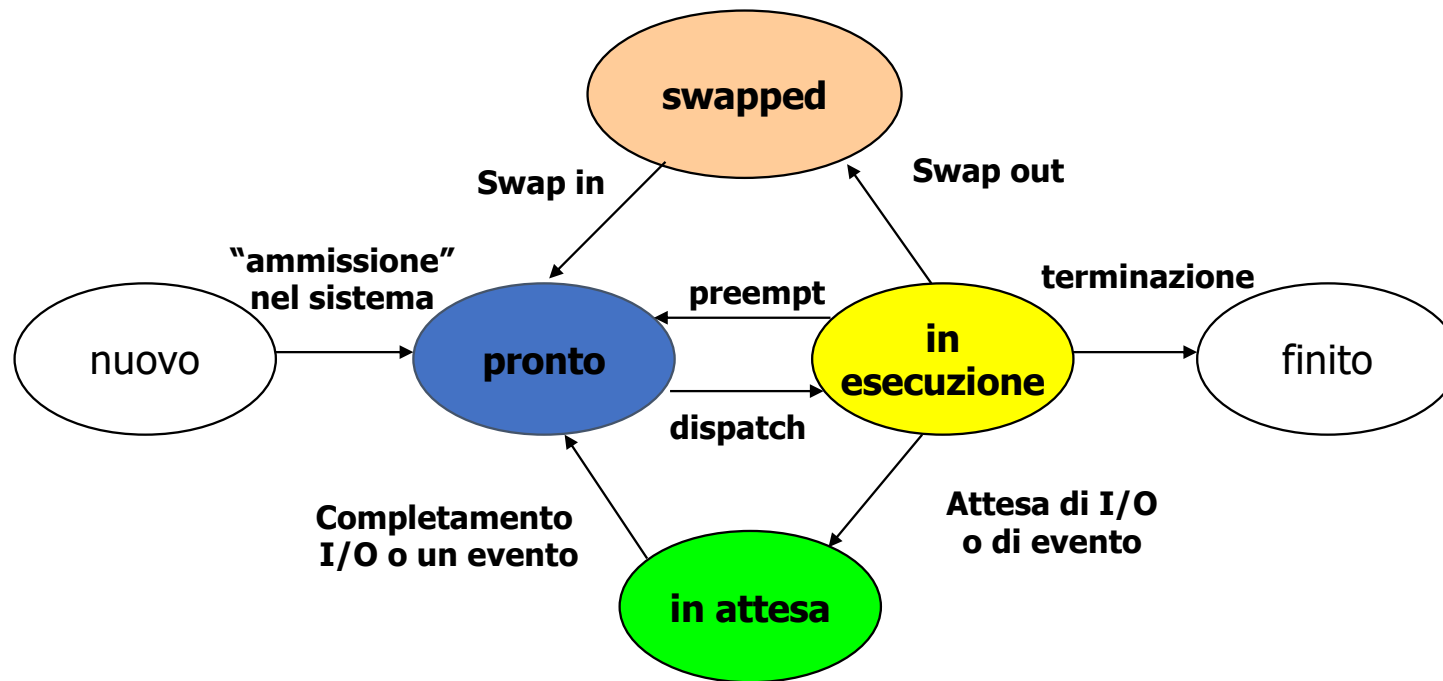 swapped
Swap in
Swap out
“ammissione”
nel sistema
preempt
terminazione
nuovo
pronto
in
esecuzione
finito
dispatch
Completamento
I/O o un evento
Attesa di I/O
o di evento
in attesa